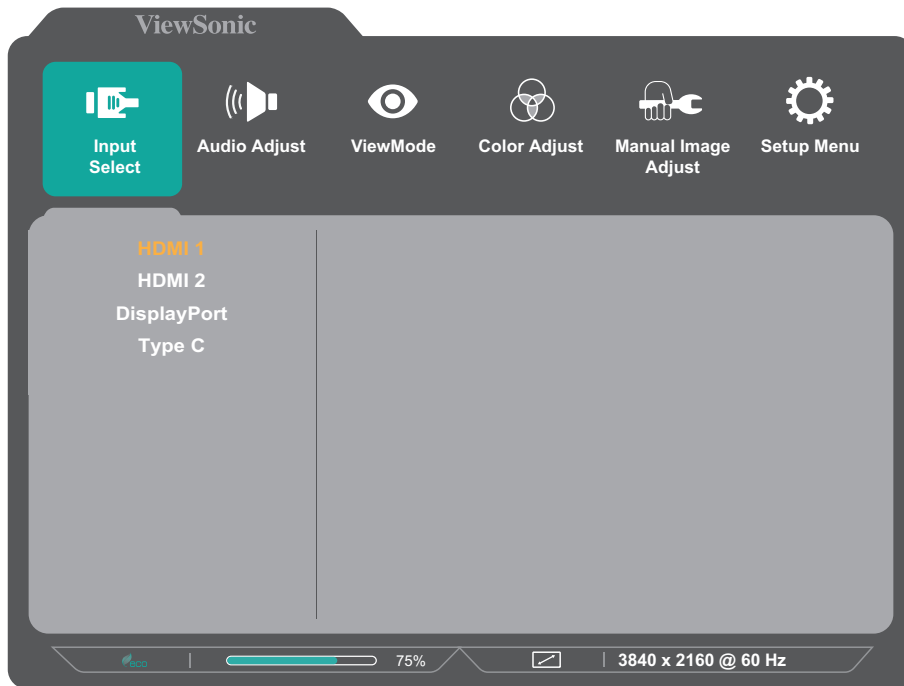 ViewSonic
Input
Select
Audio Adjust
ViewMode
Color Adjust
Manual Image
Adjust
Setup Menu
HDMI 1
HDMI 2
DisplayPort
Type C
eco
75%
3840 x 2160 @ 60 Hz